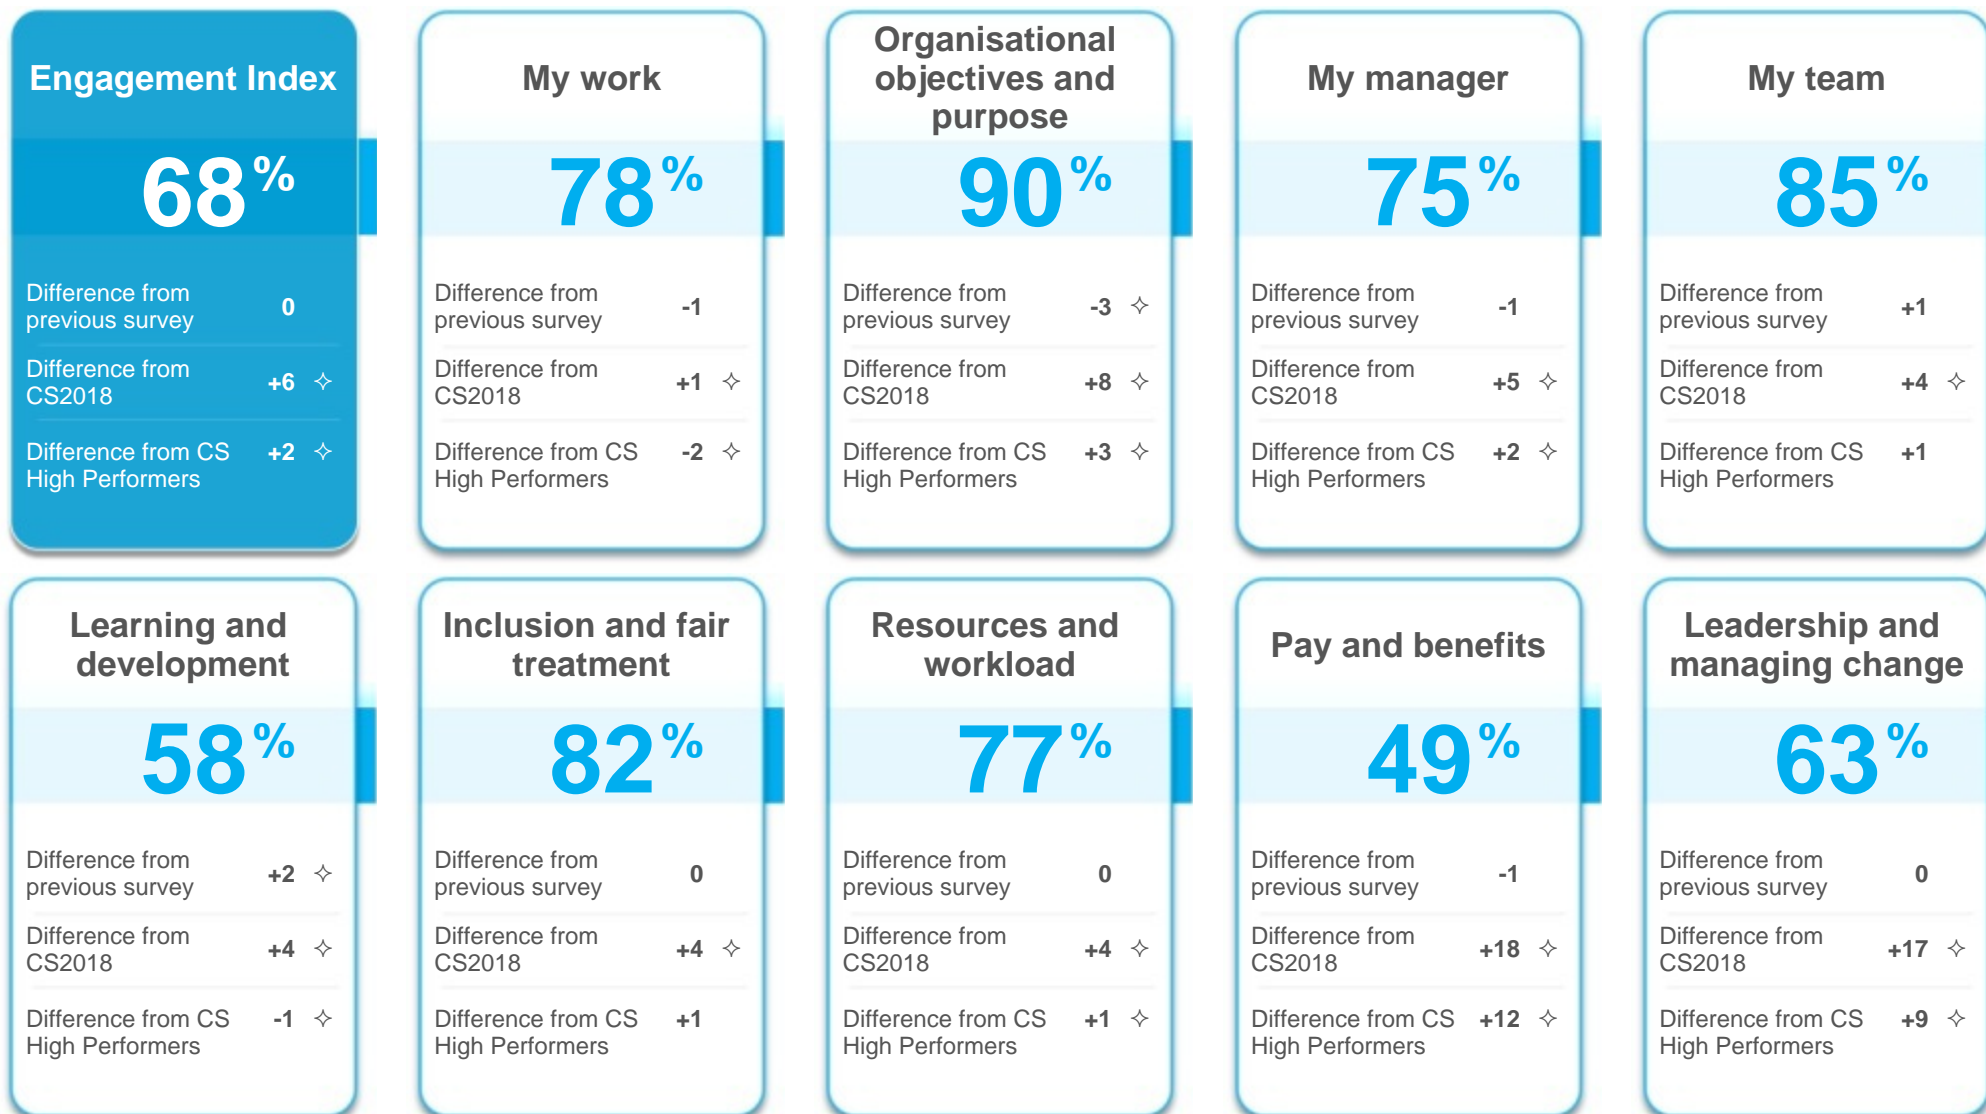 Engagement Index
68%
Difference from
previous survey 0
Difference from
CS2018 +6 ✧
Difference from CS
High Performers +2 ✧
My work
78%
Difference from
previous survey -1
Difference from
CS2018 +1 ✧
Difference from CS
High Performers -2 ✧
Organisational
objectives and
purpose
90%
Difference from
previous survey -3 ✧
Difference from
CS2018 +8 ✧
Difference from CS
High Performers +3 ✧
My manager
75%
Difference from
previous survey -1
Difference from
CS2018 +5 ✧
Difference from CS
High Performers +2 ✧
My team
85%
Difference from
previous survey +1
Difference from
CS2018 +4 ✧
Difference from CS
High Performers +1
Learning and
development
58%
Difference from
previous survey +2 ✧
Difference from
CS2018 +4 ✧
Difference from CS
High Performers -1 ✧
Inclusion and fair
treatment
82%
Difference from
previous survey 0
Difference from
CS2018 +4 ✧
Difference from CS
High Performers +1
Resources and
workload
77%
Difference from
previous survey 0
Difference from
CS2018 +4 ✧
Difference from CS
High Performers +1 ✧
Pay and benefits
49%
Difference from
previous survey -1
Difference from
CS2018 +18 ✧
Difference from CS
High Performers +12 ✧
Leadership and
managing change
63%
Difference from
previous survey 0
Difference from
CS2018 +17 ✧
Difference from CS
High Performers +9 ✧